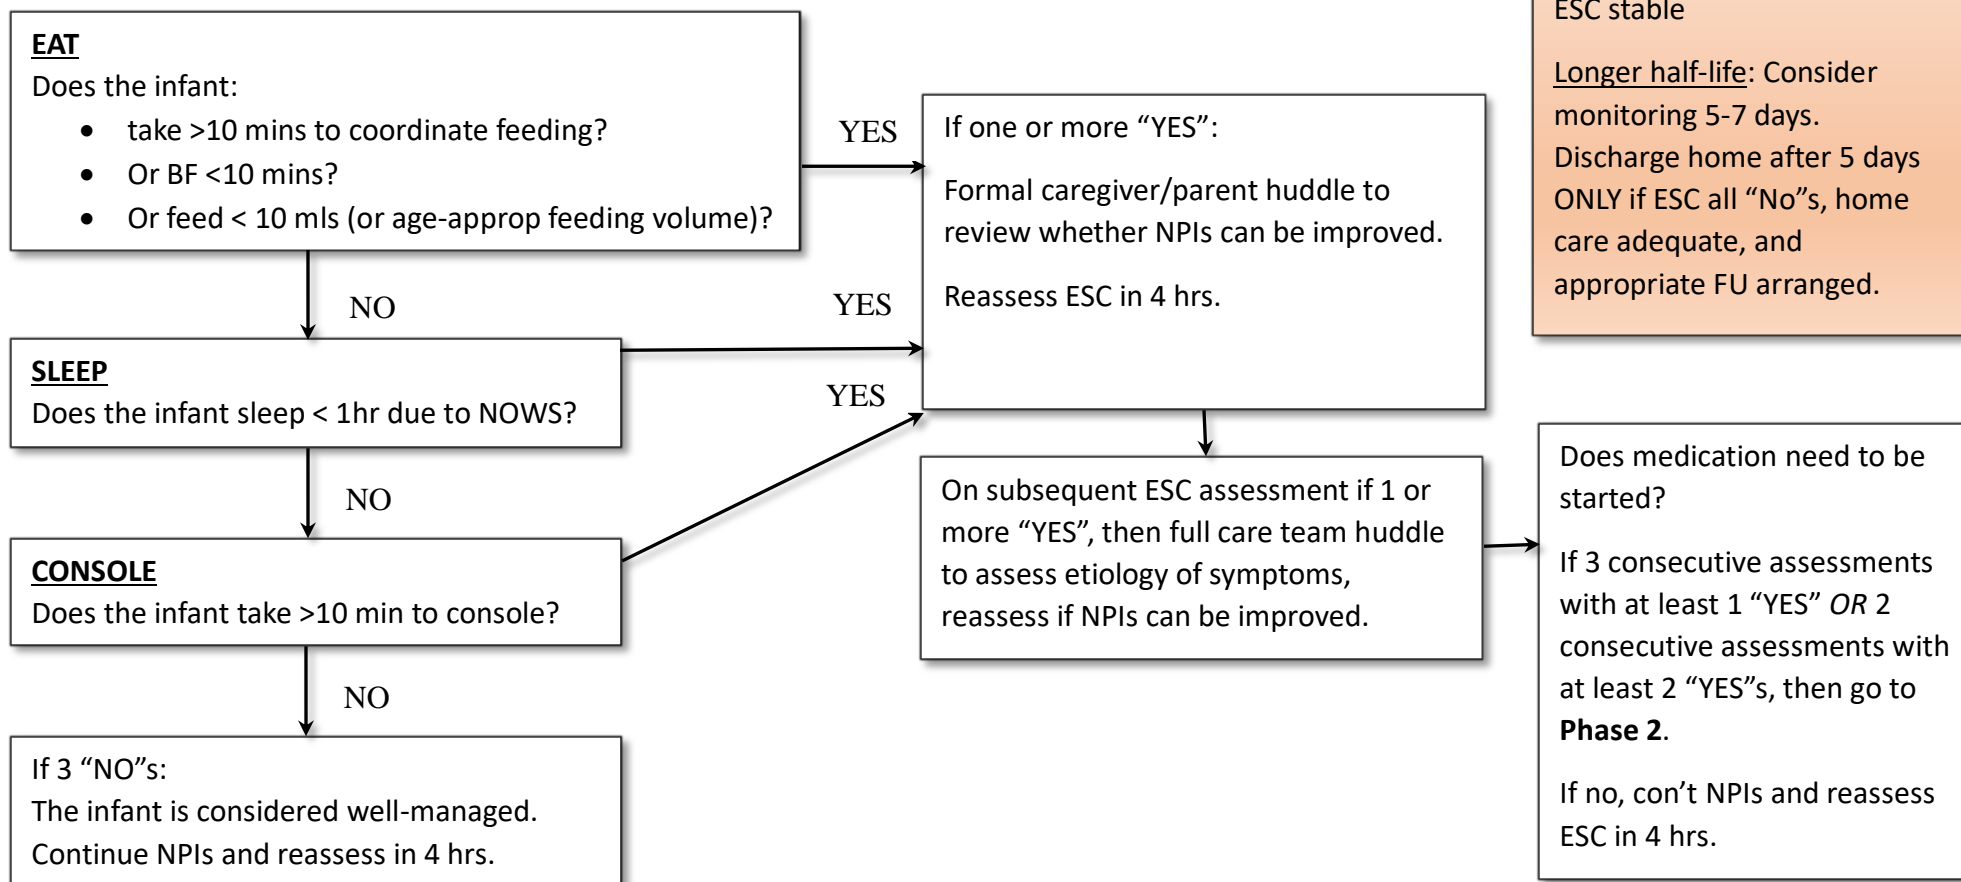 EAT
Does the infant:
• take >10 mins to coordinate feeding?
• Or BF <10 mins?
• Or feed < 10 mls (or age-approp feeding volume)?
YES
NO
SLEEP
Does the infant sleep < 1hr due to NOWS?
YES
NO
CONSOLE
Does the infant take >10 min to console?
YES
NO
If 3 “NO”s:
The infant is considered well-managed.
Continue NPIs and reassess in 4 hrs.
If one or more “YES”:
Formal caregiver/parent huddle to
review whether NPIs can be improved.
Reassess ESC in 4 hrs.
On subsequent ESC assessment if 1 or
more “YES”, then full care team huddle
to assess etiology of symptoms,
reassess if NPIs can be improved.
ESC stable
Longer half-life: Consider
monitoring 5-7 days.
Discharge home after 5 days
ONLY if ESC all “No”s, home
care adequate, and
appropriate FU arranged.
Does medication need to be
started?
If 3 consecutive assessments
with at least 1 “YES” OR 2
consecutive assessments with
at least 2 “YES”s, then go to
Phase 2.
If no, con’t NPIs and reassess
ESC in 4 hrs.